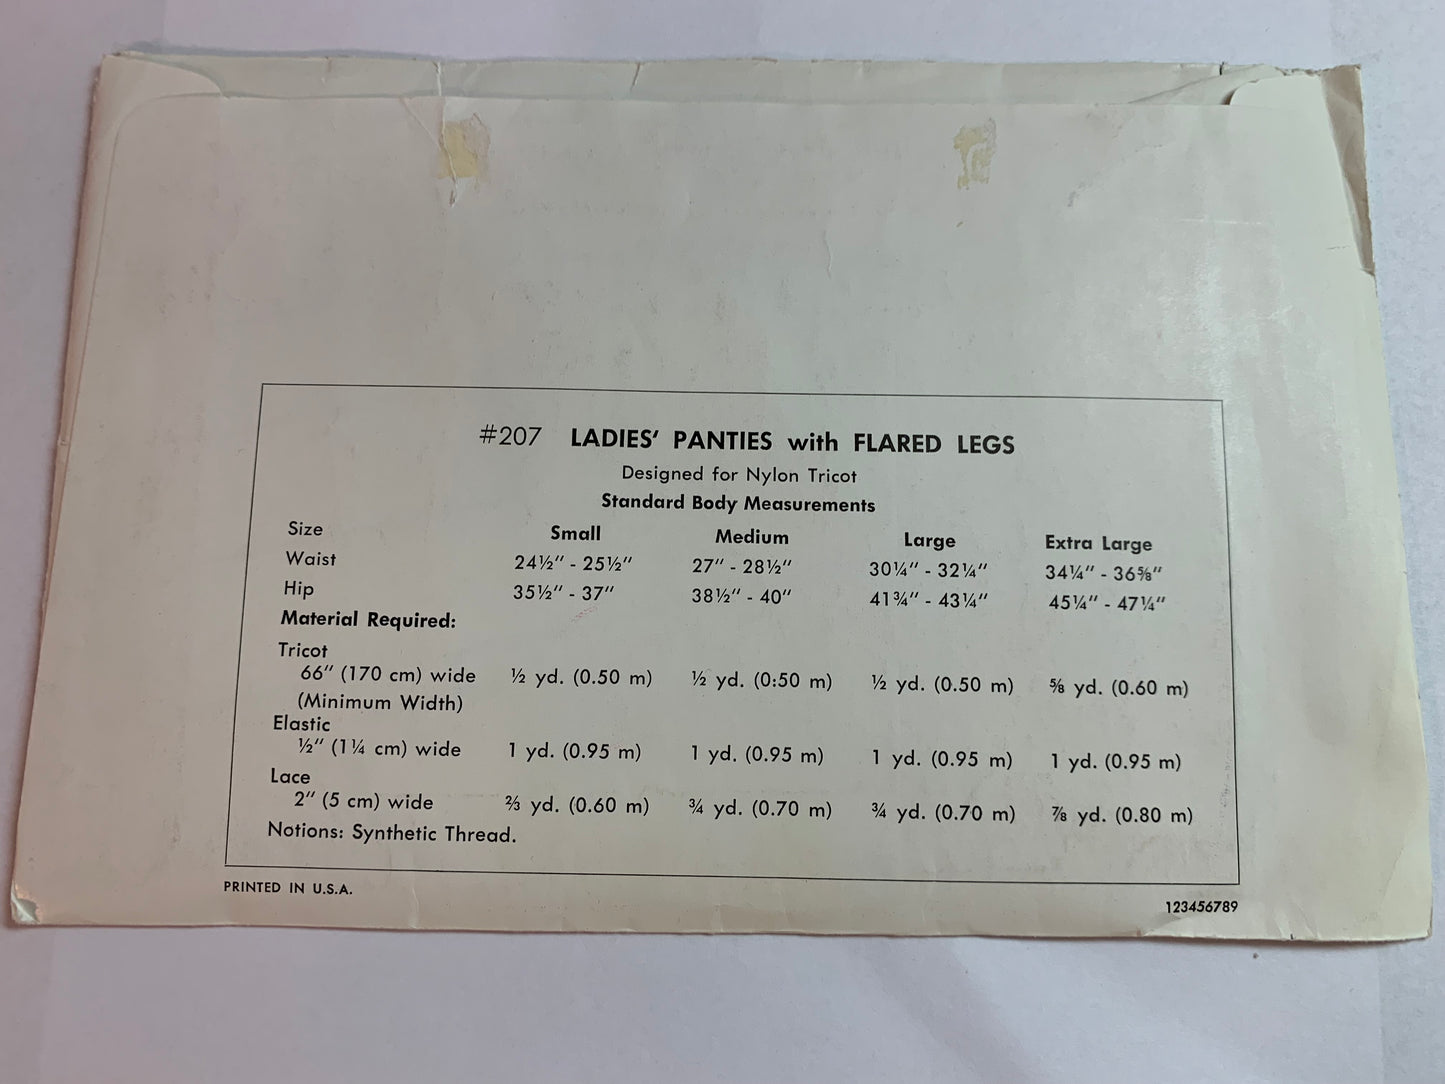 #207 LADIES' PANTIES with FLARED LEGS
Designed for Nylon Tricot
Standard Body Measurements
Size Small Medium Large Extra Large
Waist 24½" - 25½" 27" - 28½" 30¼" - 32¼" 34¼" - 36⅝"
Hip 35½" - 37" 38½" - 40" 41¾" - 43¼" 45¼" - 47¼"
Material Required:
Tricot
66" (170 cm) wide ½ yd. (0.50 m) ½ yd. (0:50 m) ½ yd. (0.50 m) ⅝ yd. (0.60 m)
(Minimum Width)
Elastic
½" (1¼ cm) wide 1 yd. (0.95 m) 1 yd. (0.95 m) 1 yd. (0.95 m) 1 yd. (0.95 m)
Lace
2" (5 cm) wide ⅔ yd. (0.60 m) ¾ yd. (0.70 m) ¾ yd. (0.70 m) ⅞ yd. (0.80 m)
Notions: Synthetic Thread.
PRINTED IN U.S.A. 123456789